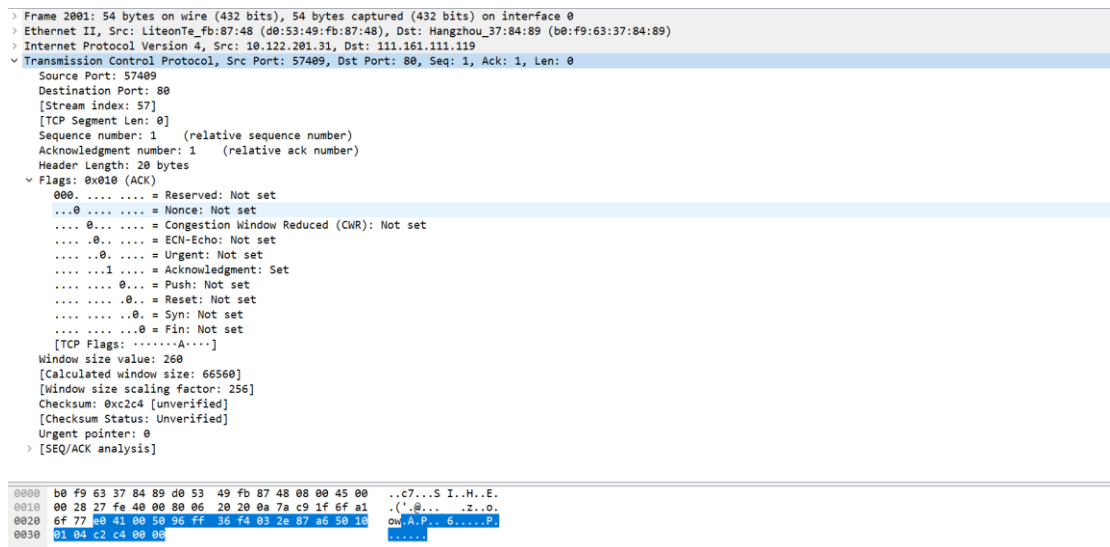 > Frame 2001: 54 bytes on wire (432 bits), 54 bytes captured (432 bits) on interface 0
> Ethernet II, Src: LiteonTe_fb:87:48 (d0:53:49:fb:87:48), Dst: Hangzhou_37:84:89 (b0:f9:63:37:84:89)
> Internet Protocol Version 4, Src: 10.122.201.31, Dst: 111.161.111.119
Transmission Control Protocol, Src Port: 57409, Dst Port: 80, Seq: 1, Ack: 1, Len: 0
Source Port: 57409
Destination Port: 80
[Stream index: 57]
[TCP Segment Len: 0]
Sequence number: 1    (relative sequence number)
Acknowledgment number: 1    (relative ack number)
Header Length: 20 bytes
Flags: 0x010 (ACK)
000. .... .... = Reserved: Not set
...0 .... .... = Nonce: Not set
.... 0... .... = Congestion Window Reduced (CWR): Not set
.... .0.. .... = ECN-Echo: Not set
.... ..0. .... = Urgent: Not set
.... ...1 .... = Acknowledgment: Set
.... .... 0... = Push: Not set
.... .... .0.. = Reset: Not set
.... .... ..0. = Syn: Not set
.... .... ...0 = Fin: Not set
[TCP Flags: ·······A····]
Window size value: 260
[Calculated window size: 66560]
[Window size scaling factor: 256]
Checksum: 0xc2c4 [unverified]
[Checksum Status: Unverified]
Urgent pointer: 0
> [SEQ/ACK analysis]
0000  b0 f9 63 37 84 89 d0 53  49 fb 87 48 08 00 45 00   ..c7...S I..H..E.
0010  00 28 27 fe 40 00 80 06  20 20 0a 7a c9 1f 6f a1   .('.@...   .z..o.
0020  6f 77 e0 41 00 50 96 ff  36 f4 03 2e 87 a6 50 10   ow.A.P.. 6.....P.
0030  01 04 c2 c4 00 00   ......